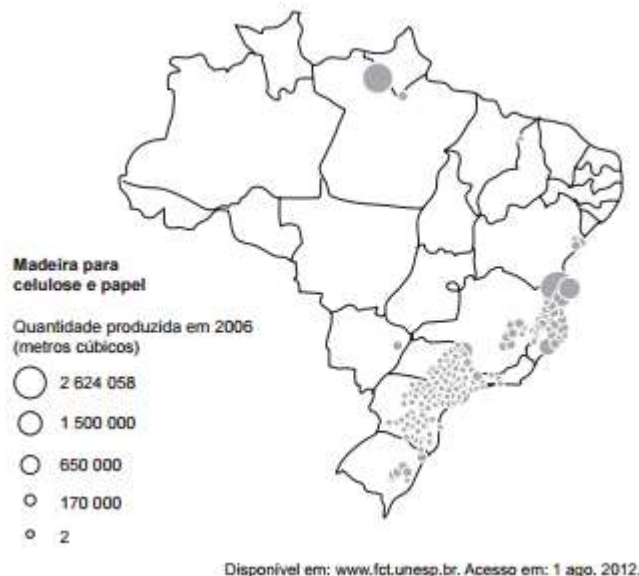 Madeira para
celulose e papel
Quantidade produzida em 2006
(metros cúbicos)
2 624 058
1 500 000
650 000
170 000
2
Disponível em: www.fct.unesp.br. Acesso em: 1 ago. 2012.